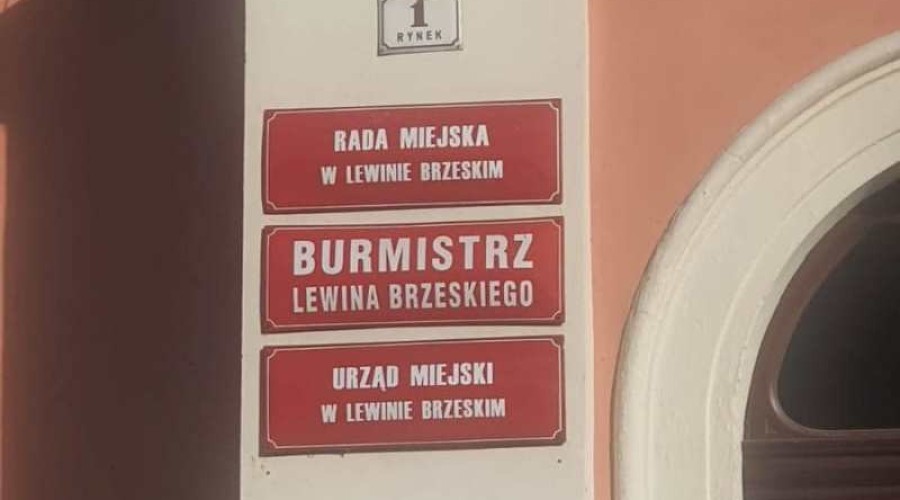 1
RYNEK
RADA MIEJSKA
W LEWINIE BRZESKIM
BURMISTRZ
LEWINA BRZESKIEGO
URZĄD MIEJSKI
W LEWINIE BRZESKIM